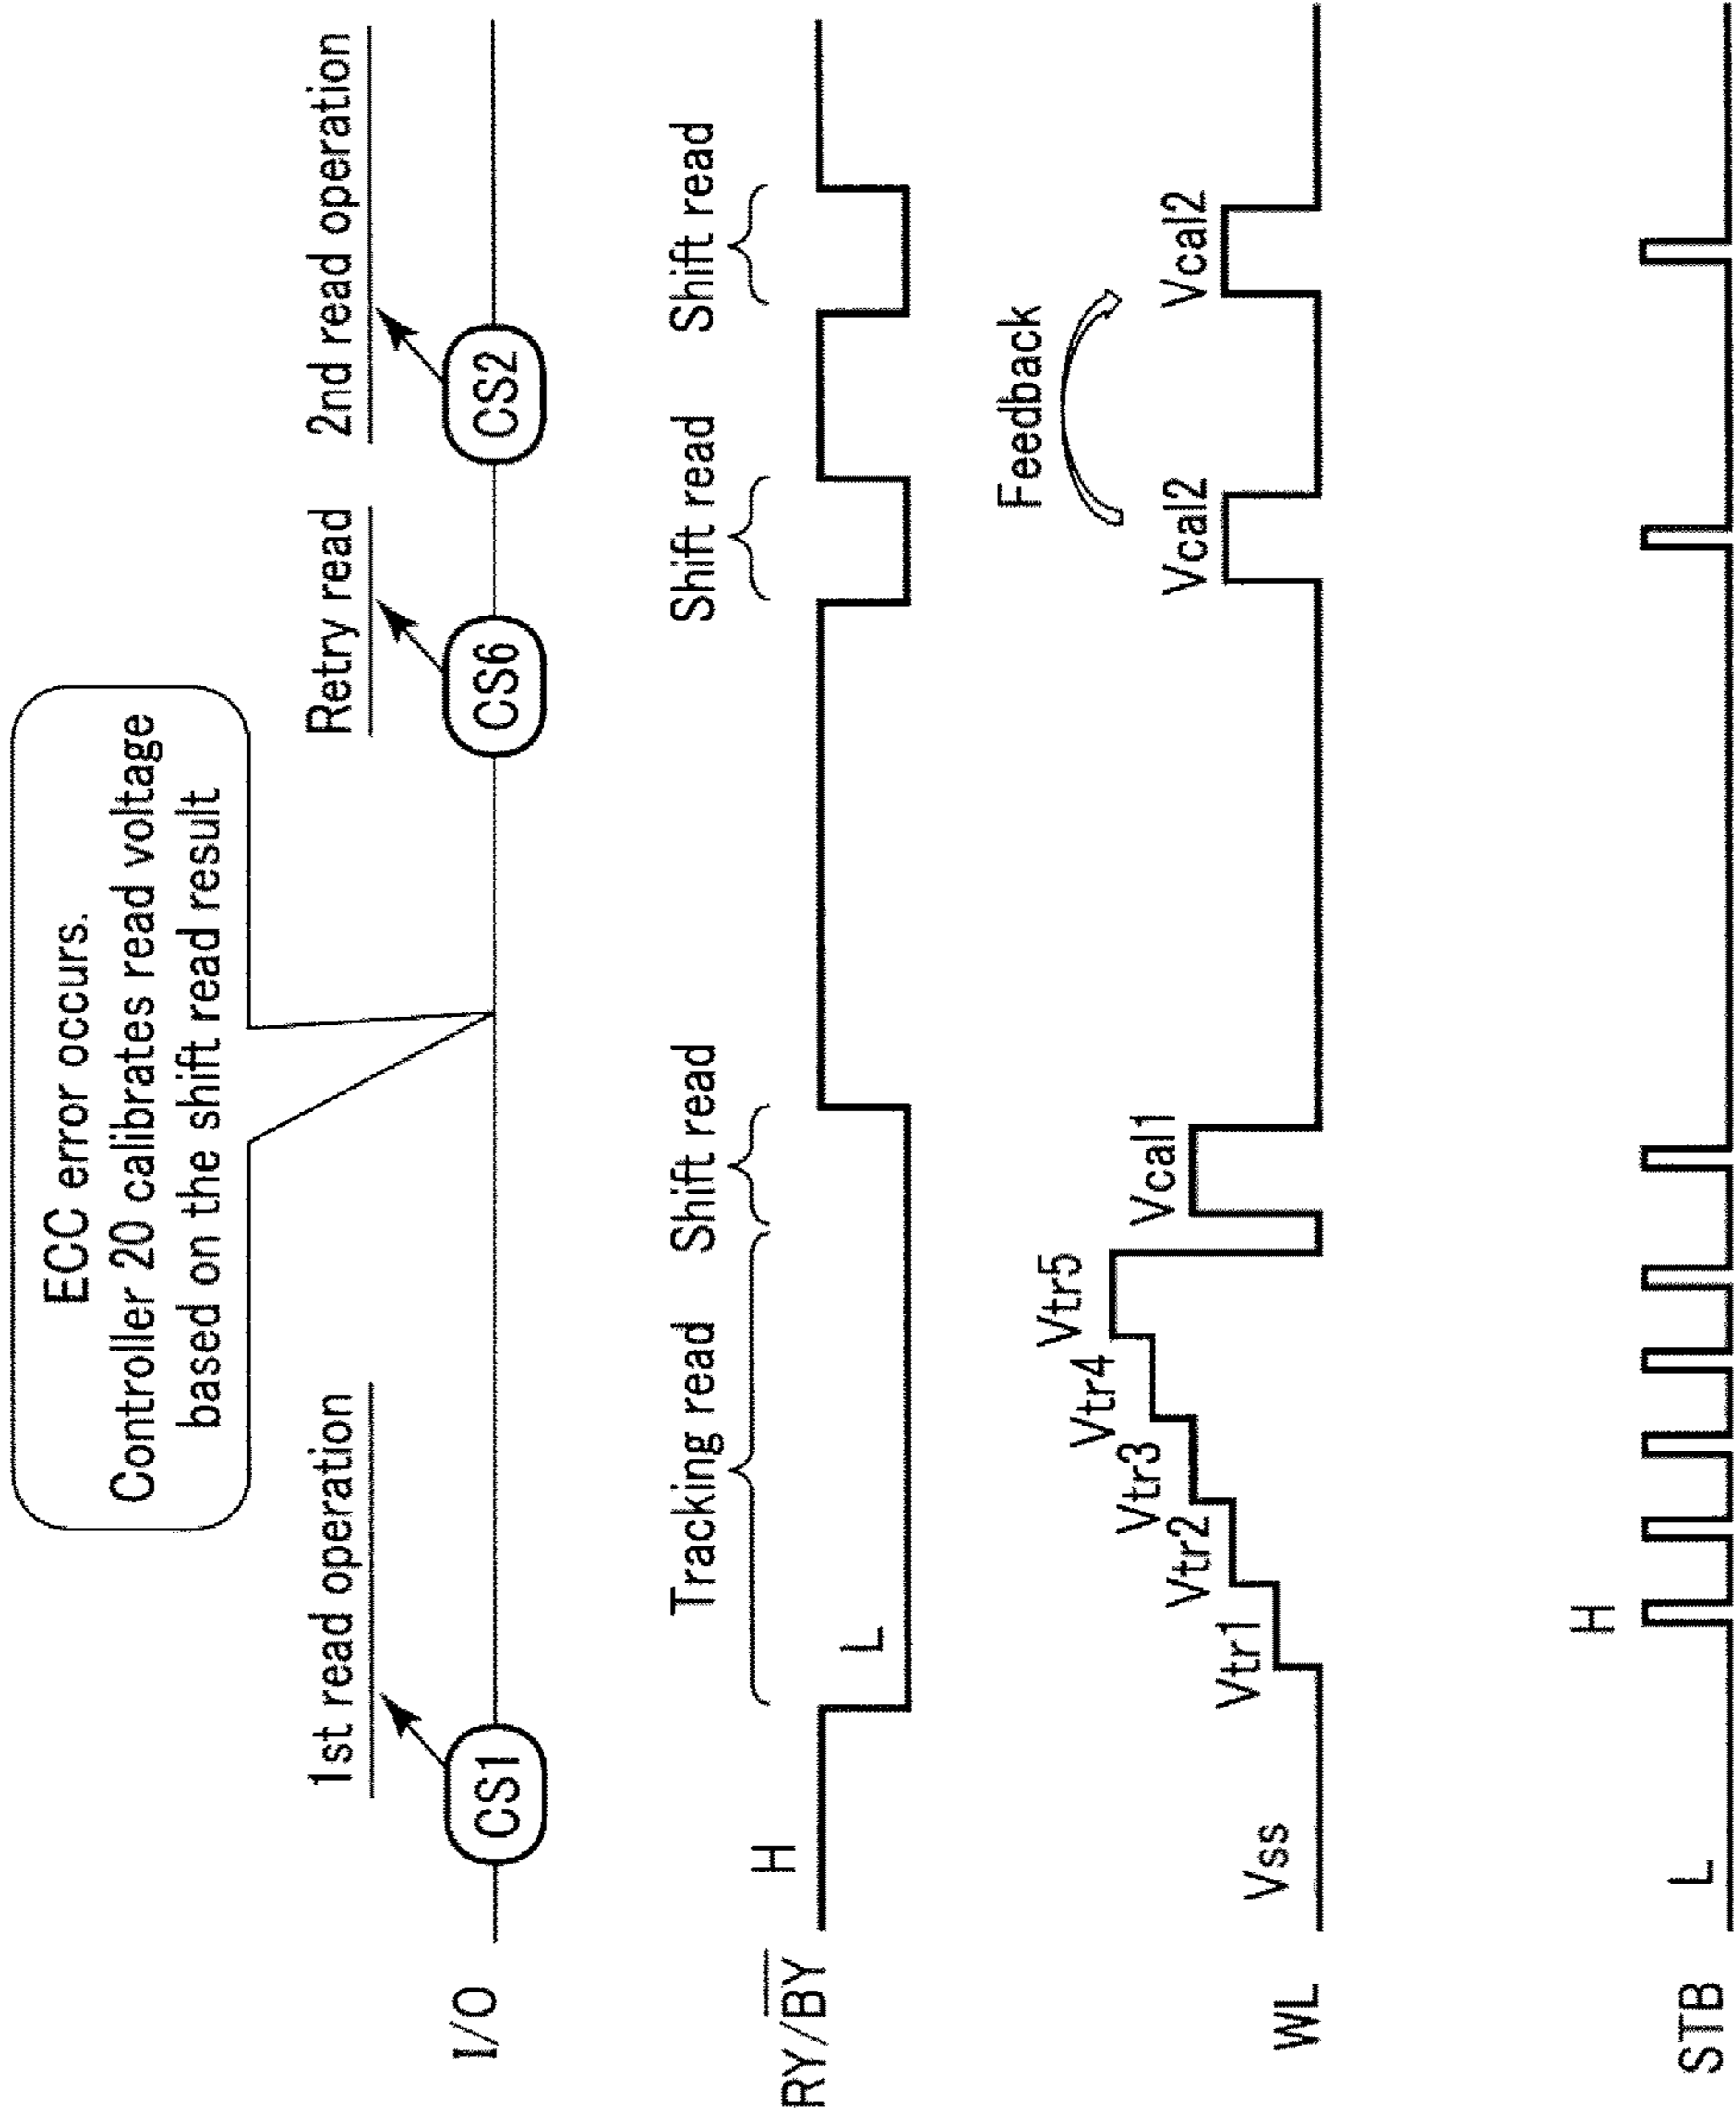 ECC error occurs.
Controller 20 calibrates read voltage
based on the shift read result
1st read operation
Retry read
2nd read operation
I/O
CS1
CS6
CS2
Tracking read
Shift read
Shift read
Shift read
RY/BY
H
L
Feedback
WL
Vss
Vtr1
Vtr2
Vtr3
Vtr4
Vtr5
Vcal1
Vcal2
Vcal2
STB
L
H